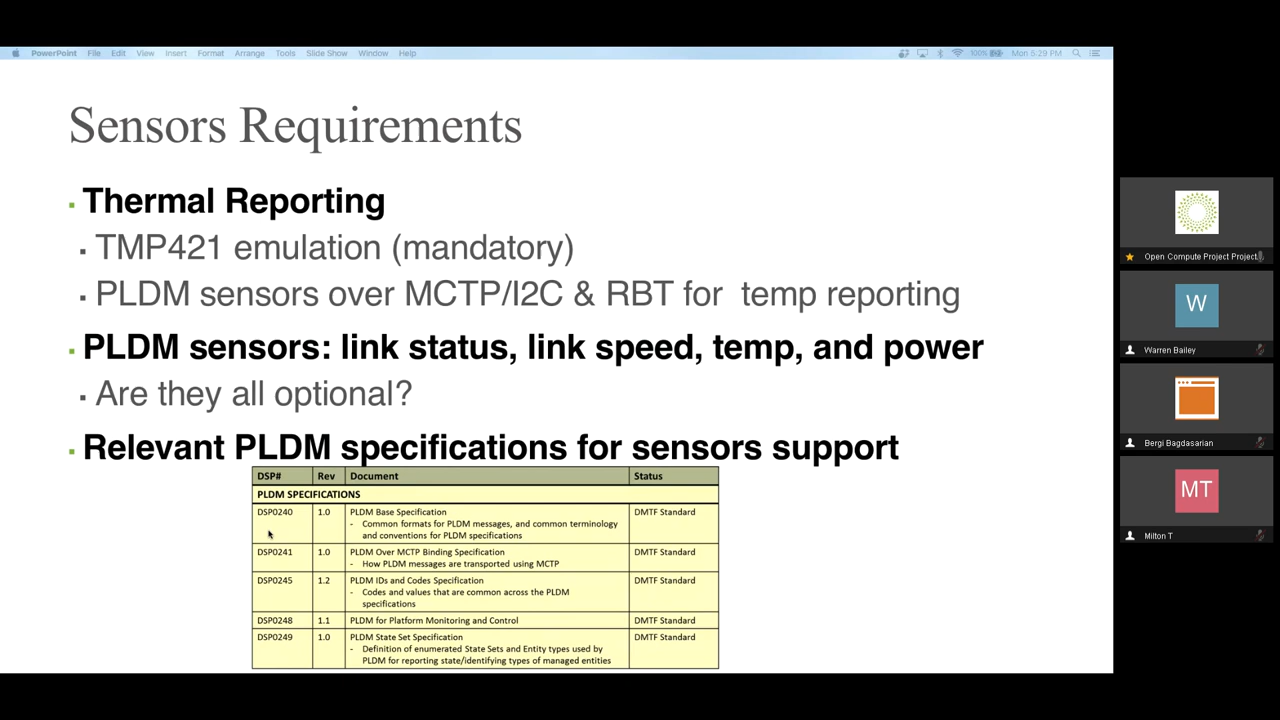 PowerPoint File Edit View Insert Format Arrange Tools Slide Show Window Help 100% Mon 5:29 PM
Sensors Requirements
Thermal Reporting
TMP421 emulation (mandatory)
PLDM sensors over MCTP/I2C & RBT for temp reporting
PLDM sensors: link status, link speed, temp, and power
Are they all optional?
Relevant PLDM specifications for sensors support
DSP# Rev Document Status
PLDM SPECIFICATIONS
DSP0240 1.0 PLDM Base Specification DMTF Standard
- Common formats for PLDM messages, and common terminology
and conventions for PLDM specifications
DSP0241 1.0 PLDM Over MCTP Binding Specification DMTF Standard
- How PLDM messages are transported using MCTP
DSP0245 1.2 PLDM IDs and Codes Specification DMTF Standard
- Codes and values that are common across the PLDM
specifications
DSP0248 1.1 PLDM for Platform Monitoring and Control DMTF Standard
DSP0249 1.0 PLDM State Set Specification DMTF Standard
- Definition of enumerated State Sets and Entity types used by
PLDM for reporting state/identifying types of managed entities
Open Compute Project Project
W
Warren Bailey
Bergi Bagdasarian
MT
Milton T